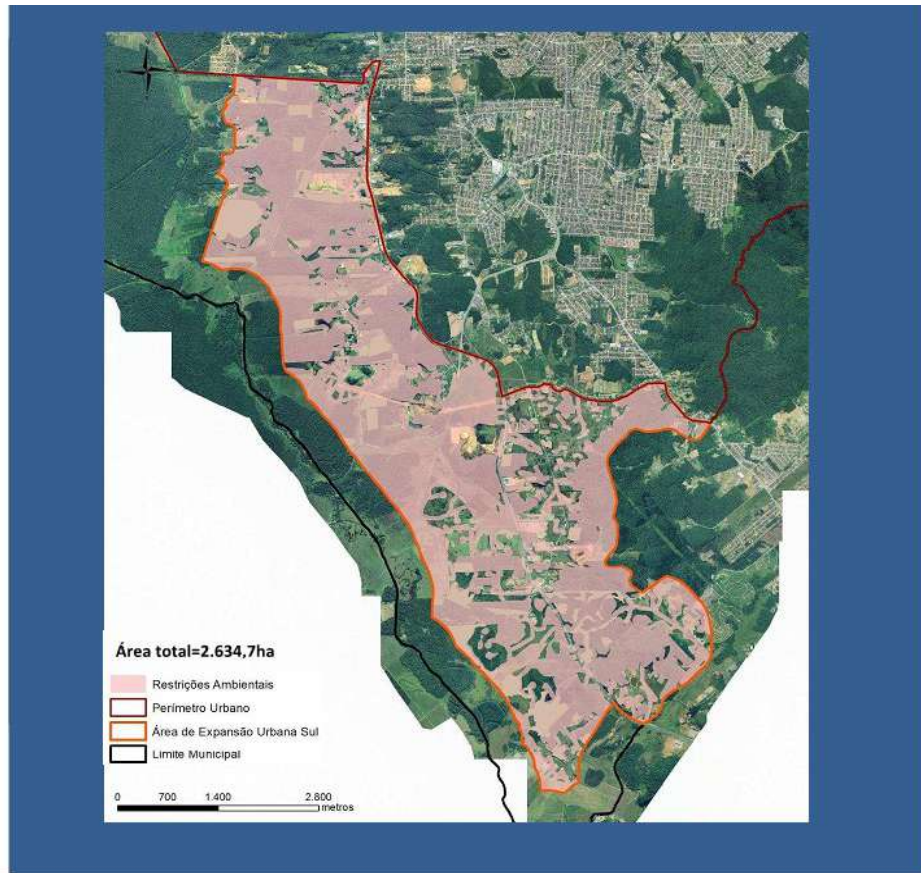 Área total=2.634,7ha
Restrições Ambientais
Perímetro Urbano
Área de Expansão Urbana Sul
Limite Municipal
0 700 1.400 2.800
metros